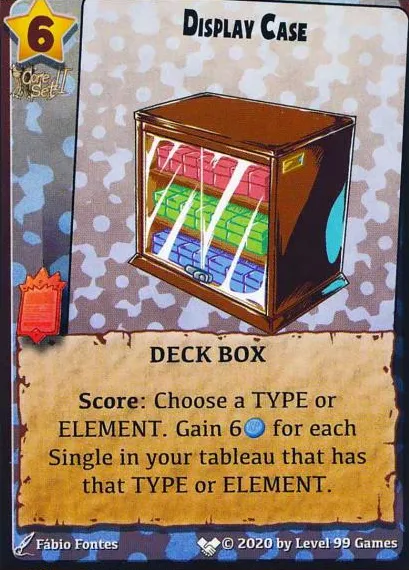 6
DISPLAY CASE
Core
Set II
DECK BOX
Score: Choose a TYPE or
ELEMENT. Gain 6 for each
Single in your tableau that has
that TYPE or ELEMENT.
Fábio Fontes
© 2020 by Level 99 Games